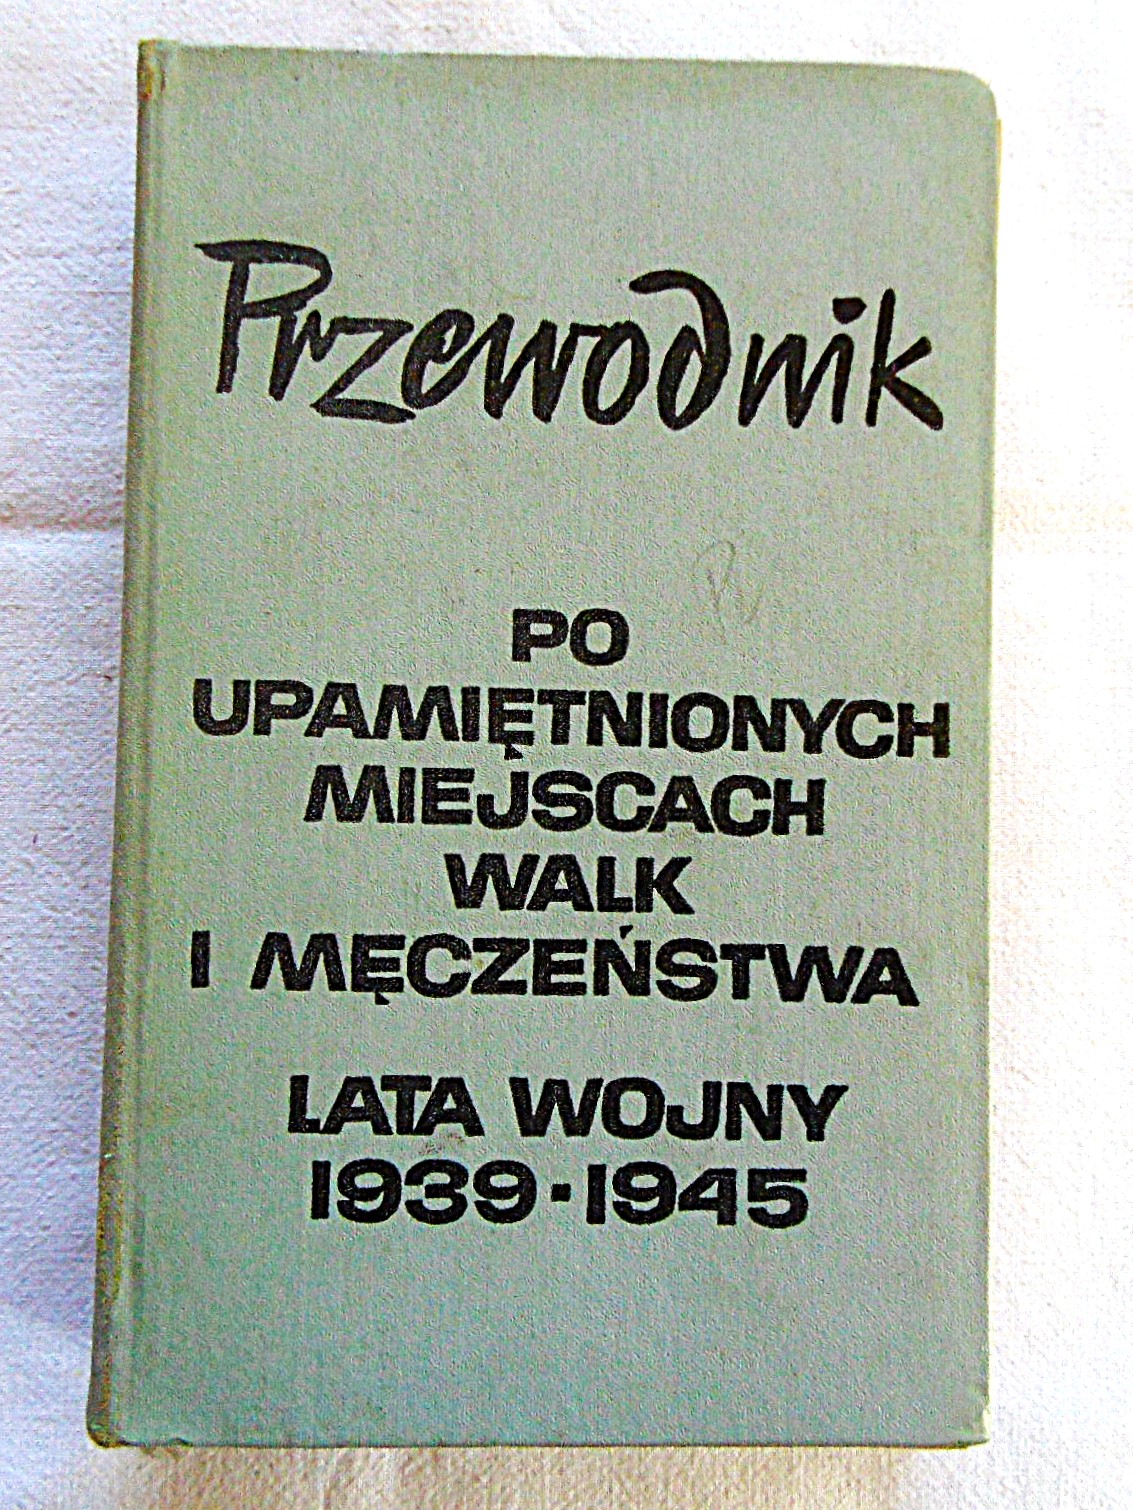 Przewodnik
PO
UPAMIĘTNIONYCH
MIEJSCACH
WALK
I MĘCZEŃSTWA
LATA WOJNY
1939·1945